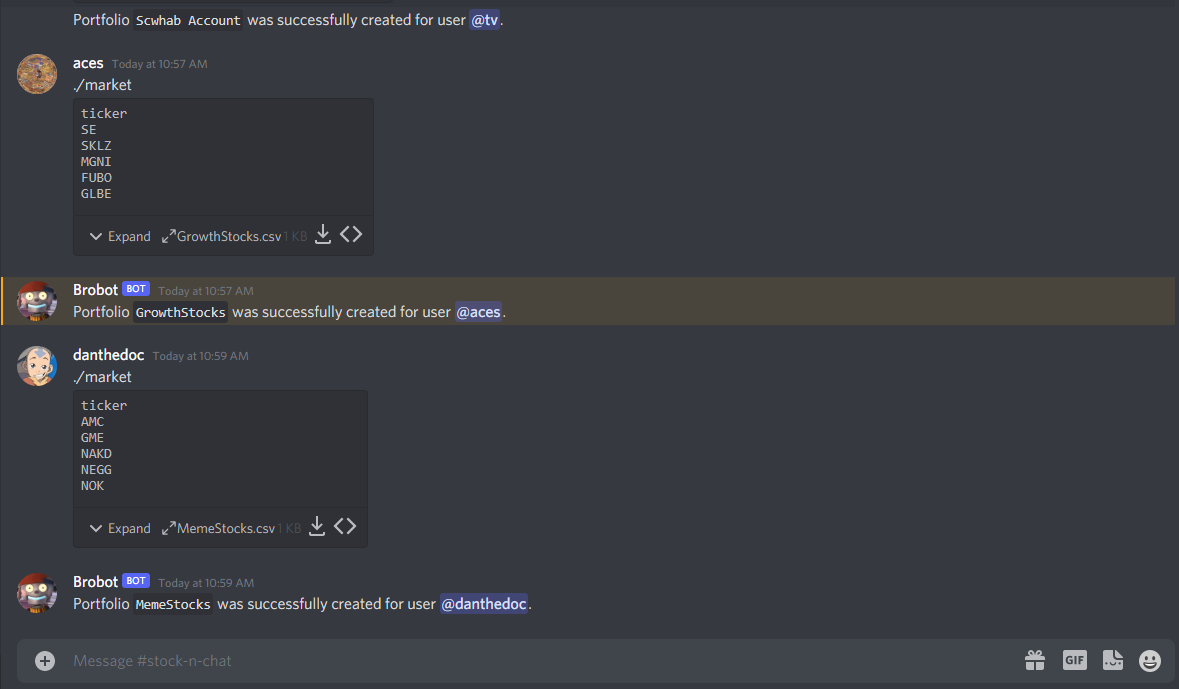 Portfolio Scwhab Account was successfully created for user @tv.
aces Today at 10:57 AM
./market
ticker
SE
SKLZ
MGNI
FUBO
GLBE
Expand GrowthStocks.csv 1 KB
Brobot BOT Today at 10:57 AM
Portfolio GrowthStocks was successfully created for user @aces.
danthedoc Today at 10:59 AM
./market
ticker
AMC
GME
NAKD
NEGG
NOK
Expand MemeStocks.csv 1 KB
Brobot BOT Today at 10:59 AM
Portfolio MemeStocks was successfully created for user @danthedoc.
Message #stock-n-chat GIF